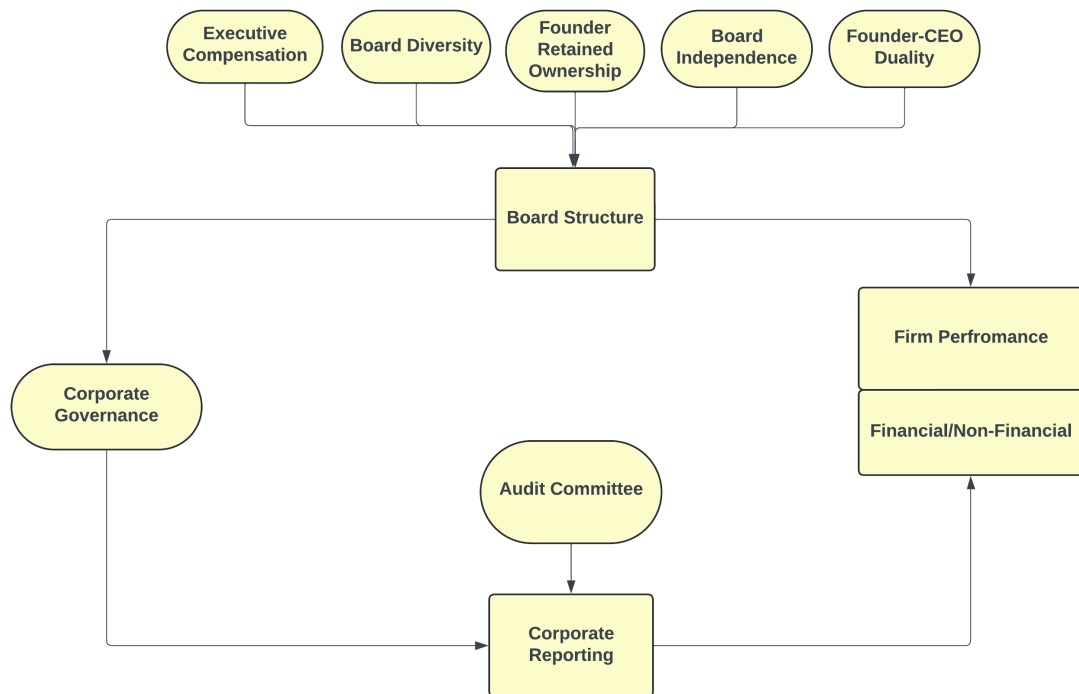 Executive
Compensation
Board Diversity
Founder
Retained
Ownership
Board
Independence
Founder-CEO
Duality
Board Structure
Firm Perfromance
Corporate
Governance
Financial/Non-Financial
Audit Committee
Corporate
Reporting